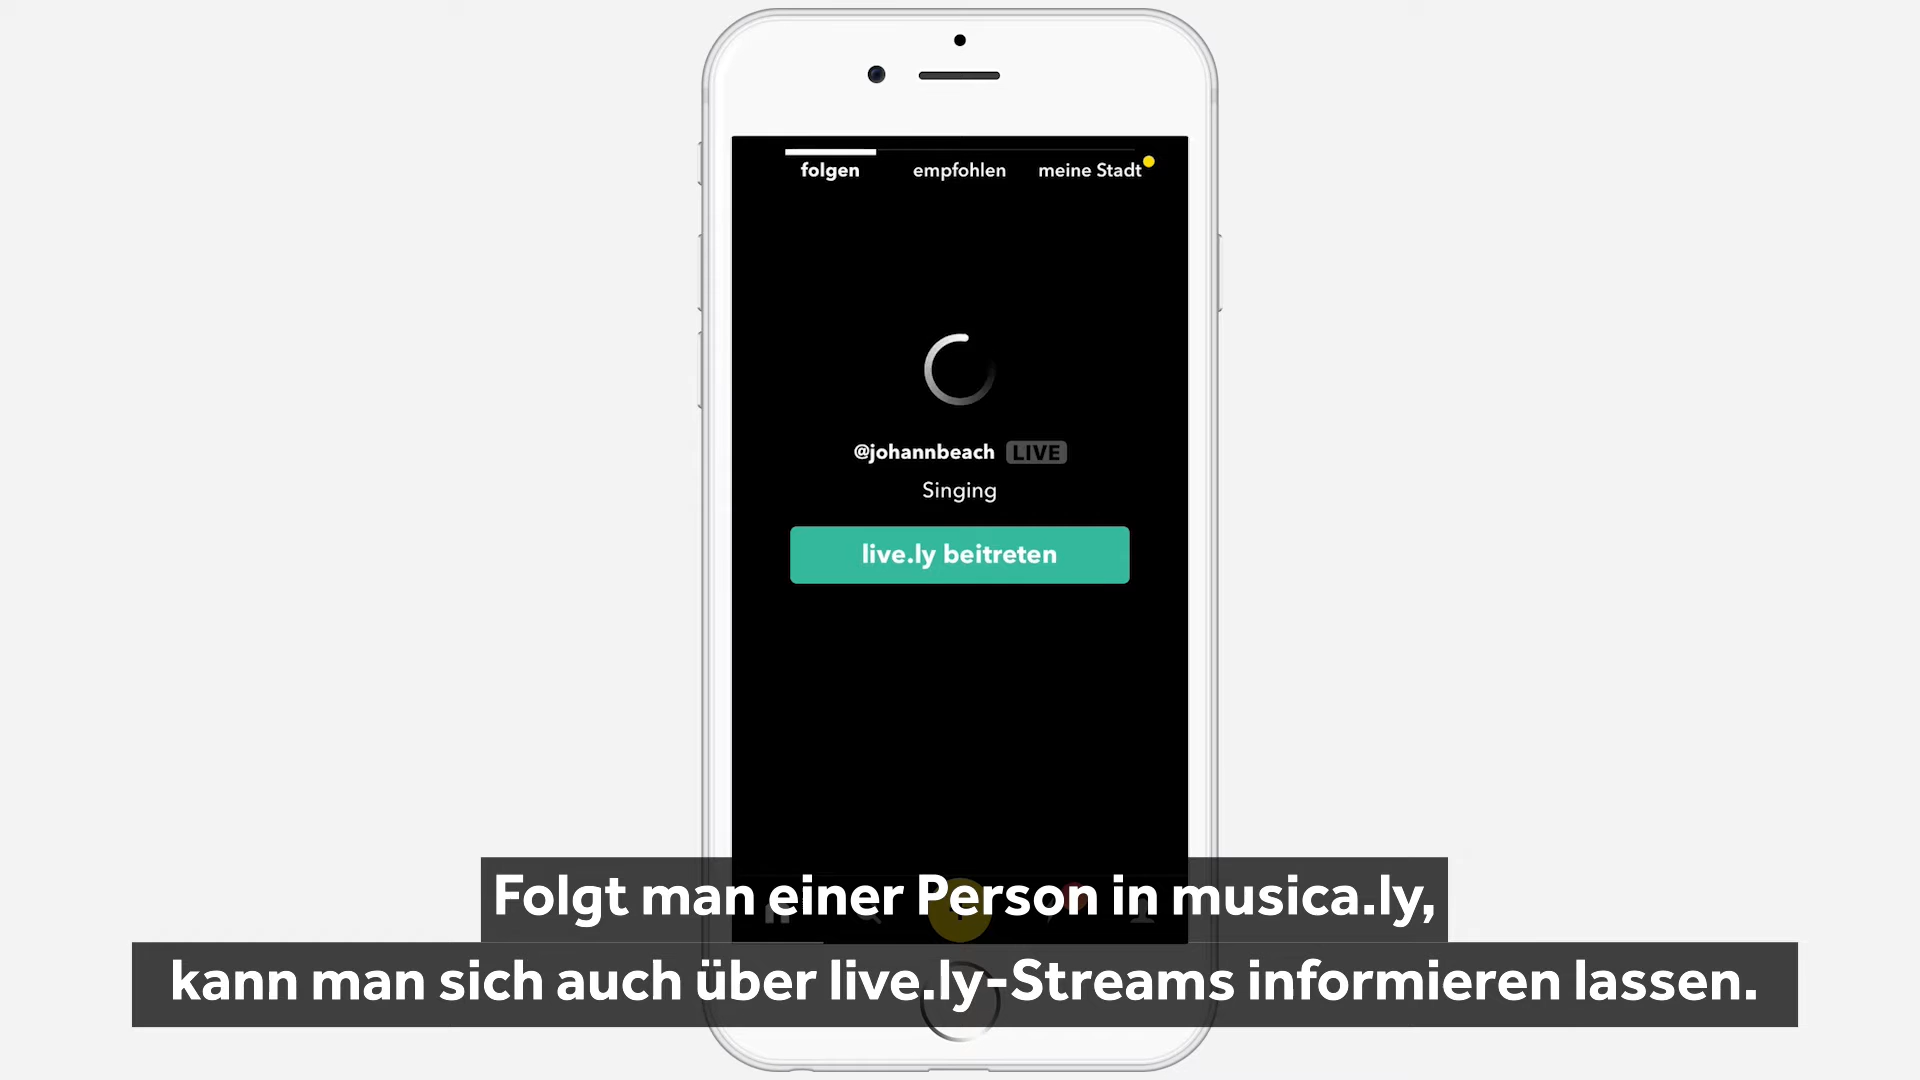 folgen empfohlen meine Stadt
@johannbeach LIVE
Singing
live.ly beitreten
Folgt man einer Person in musica.ly,
kann man sich auch über live.ly-Streams informieren lassen.